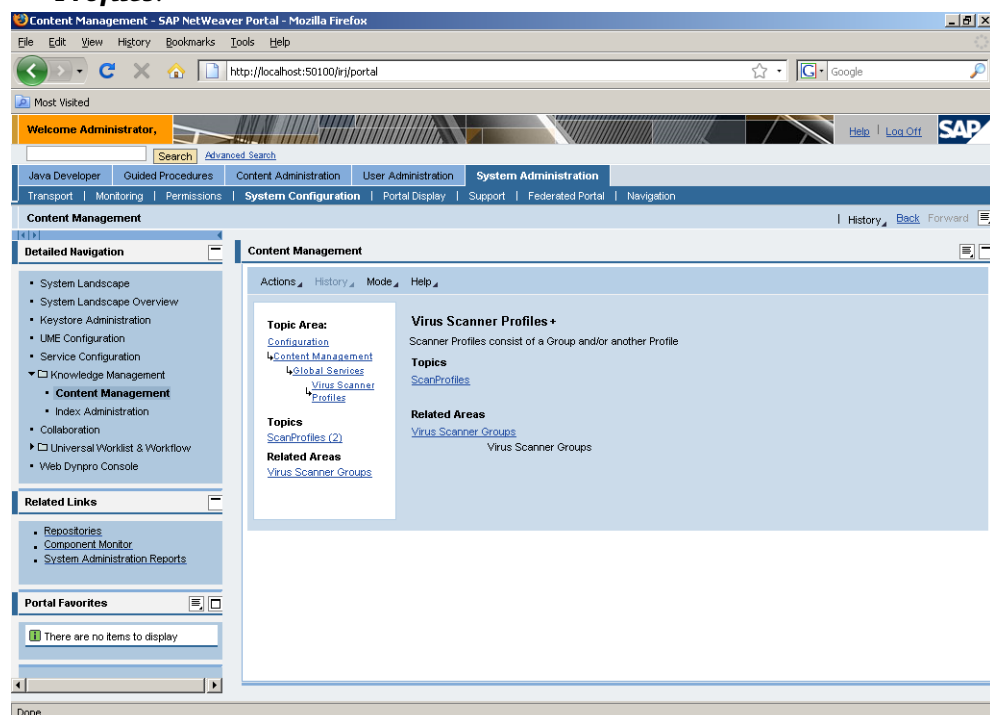 Profiles.
Content Management - SAP NetWeaver Portal - Mozilla Firefox
File Edit View History Bookmarks Tools Help
http://localhost:50100/irj/portal
G Google
Most Visited
Welcome Administrator,
Help | Log Off
SAP
Search Advanced Search
Java Developer Guided Procedures Content Administration User Administration System Administration
Transport | Monitoring | Permissions | System Configuration | Portal Display | Support | Federated Portal | Navigation
Content Management
| History Back Forward
Detailed Navigation
System Landscape
System Landscape Overview
Keystore Administration
UME Configuration
Service Configuration
Knowledge Management
Content Management
Index Administration
Collaboration
Universal Worklist & Workflow
Web Dynpro Console
Related Links
Repositories
Component Monitor
System Administration Reports
Portal Favorites
There are no items to display
Content Management
Actions History Mode Help
Topic Area:
Configuration
Content Management
Global Services
Virus Scanner
Profiles
Topics
ScanProfiles (2)
Related Areas
Virus Scanner Groups
Virus Scanner Profiles+
Scanner Profiles consist of a Group and/or another Profile
Topics
ScanProfiles
Related Areas
Virus Scanner Groups
Virus Scanner Groups
Done